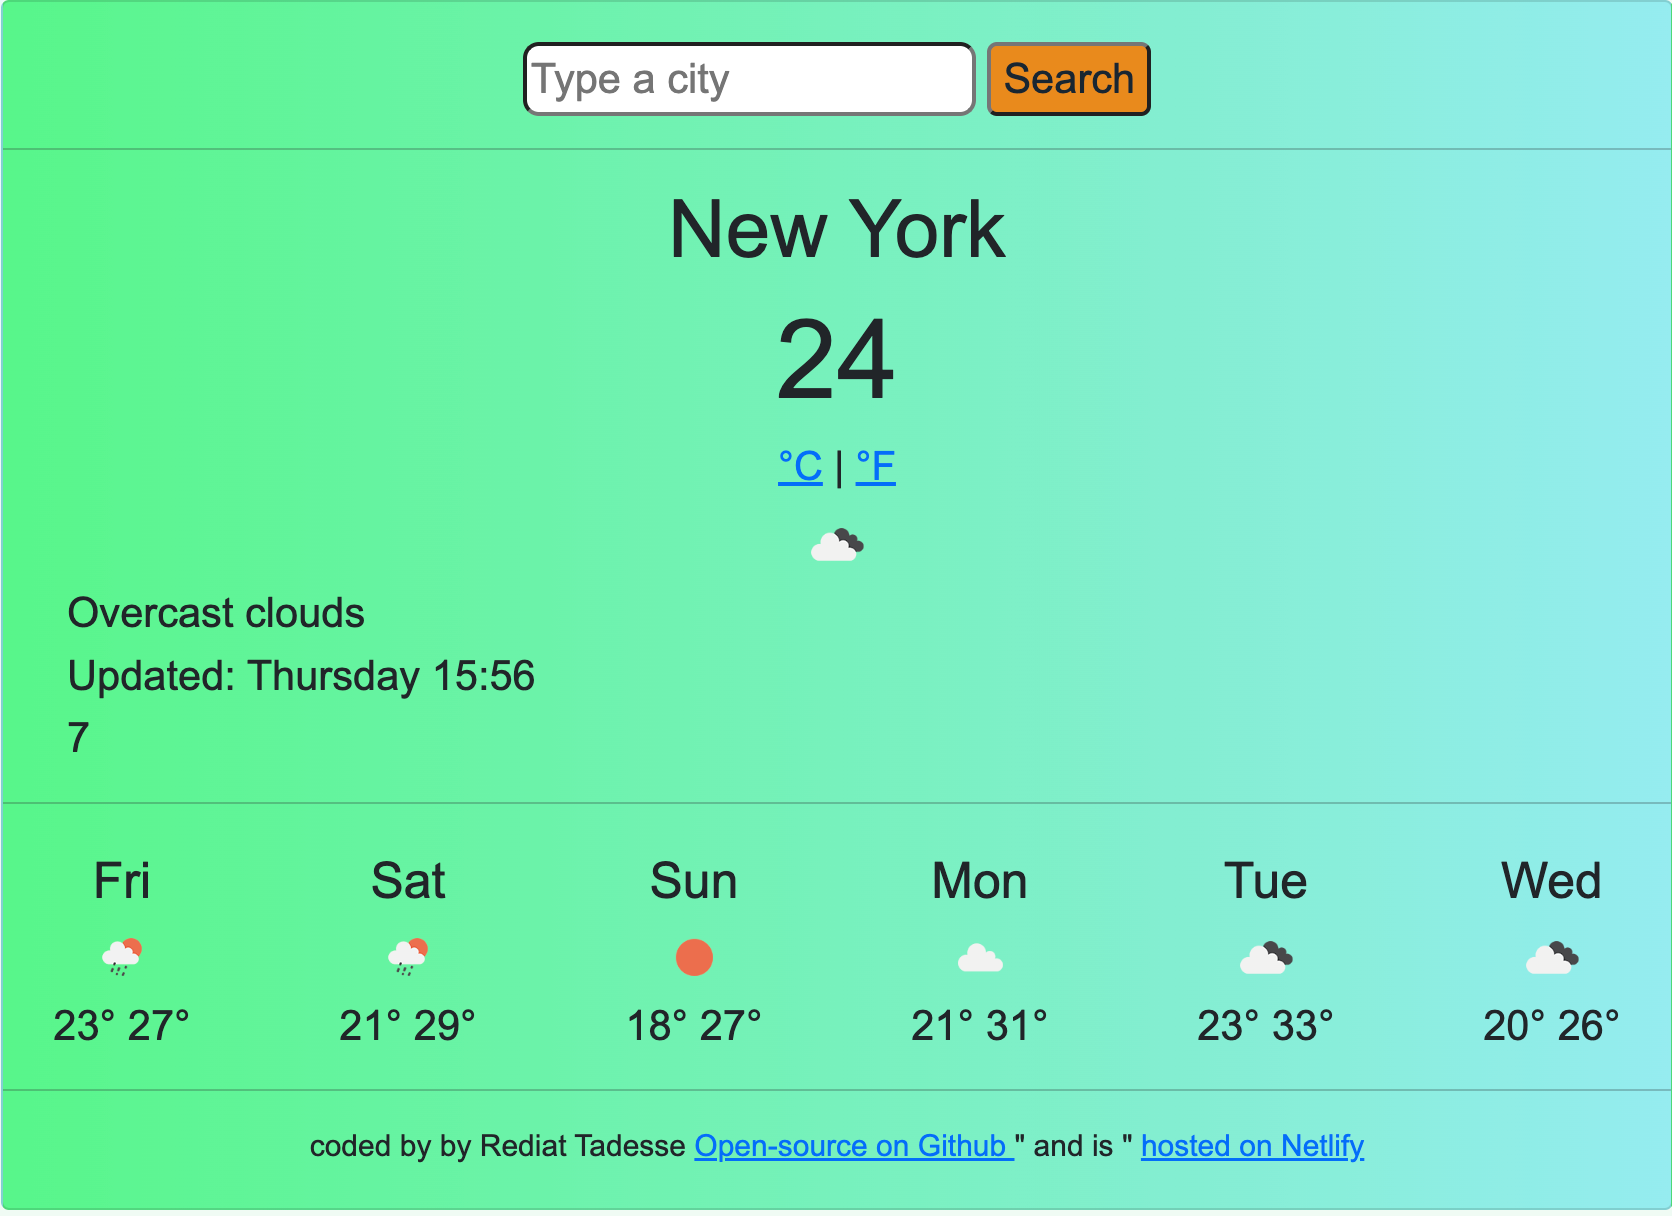 Type a city Search
New York
24
°C | °F
Overcast clouds
Updated: Thursday 15:56
7
Fri Sat Sun Mon Tue Wed
23° 27° 21° 29° 18° 27° 21° 31° 23° 33° 20° 26°
coded by by Rediat Tadesse Open-source on Github " and is " hosted on Netlify